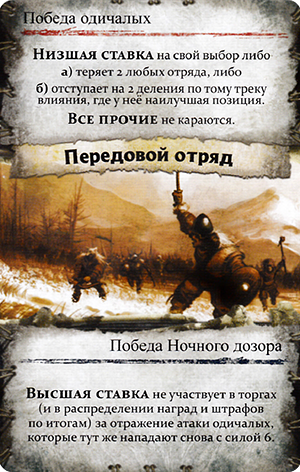 Победа одичалых
Низшая ставка на свой выбор либо
а) теряет 2 любых отряда, либо
б) отступает на 2 деления по тому треку
влияния, где у неё наилучшая позиция.
Все прочие не караются.
Передовой отряд
Победа Ночного дозора
Высшая ставка не участвует в торгах
(и в распределении наград и штрафов
по итогам) за отражение атаки одичалых,
которые тут же нападают снова с силой 6.